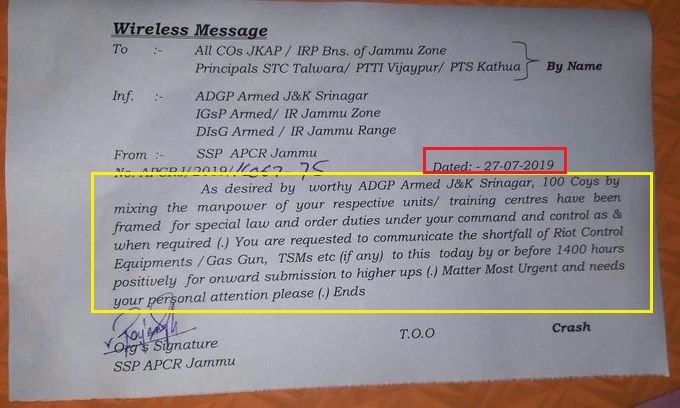 Wireless Message
To :- All COs JKAP / IRP Bns. of Jammu Zone
Principals STC Talwara/ PTTI Vijaypur/ PTS Kathua
By Name
Inf. :- ADGP Armed J&K Srinagar
IGsP Armed/ IR Jammu Zone
DIsG Armed / IR Jammu Range
From :- SSP APCR Jammu
Dated: - 27-07-2019
No. APCRJ/2019/
As desired by worthy ADGP Armed J&K Srinagar, 100 Coys by
mixing the manpower of your respective units/ training centres have been
framed for special law and order duties under your command and control as &
when required (.) You are requested to communicate the shortfall of Riot Control
Equipments /Gas Gun, TSMs etc (if any) to this today by or before 1400 hours
positively for onward submission to higher ups (.) Matter Most Urgent and needs
your personal attention please (.) Ends
Org's Signature
T.O.O
Crash
SSP APCR Jammu